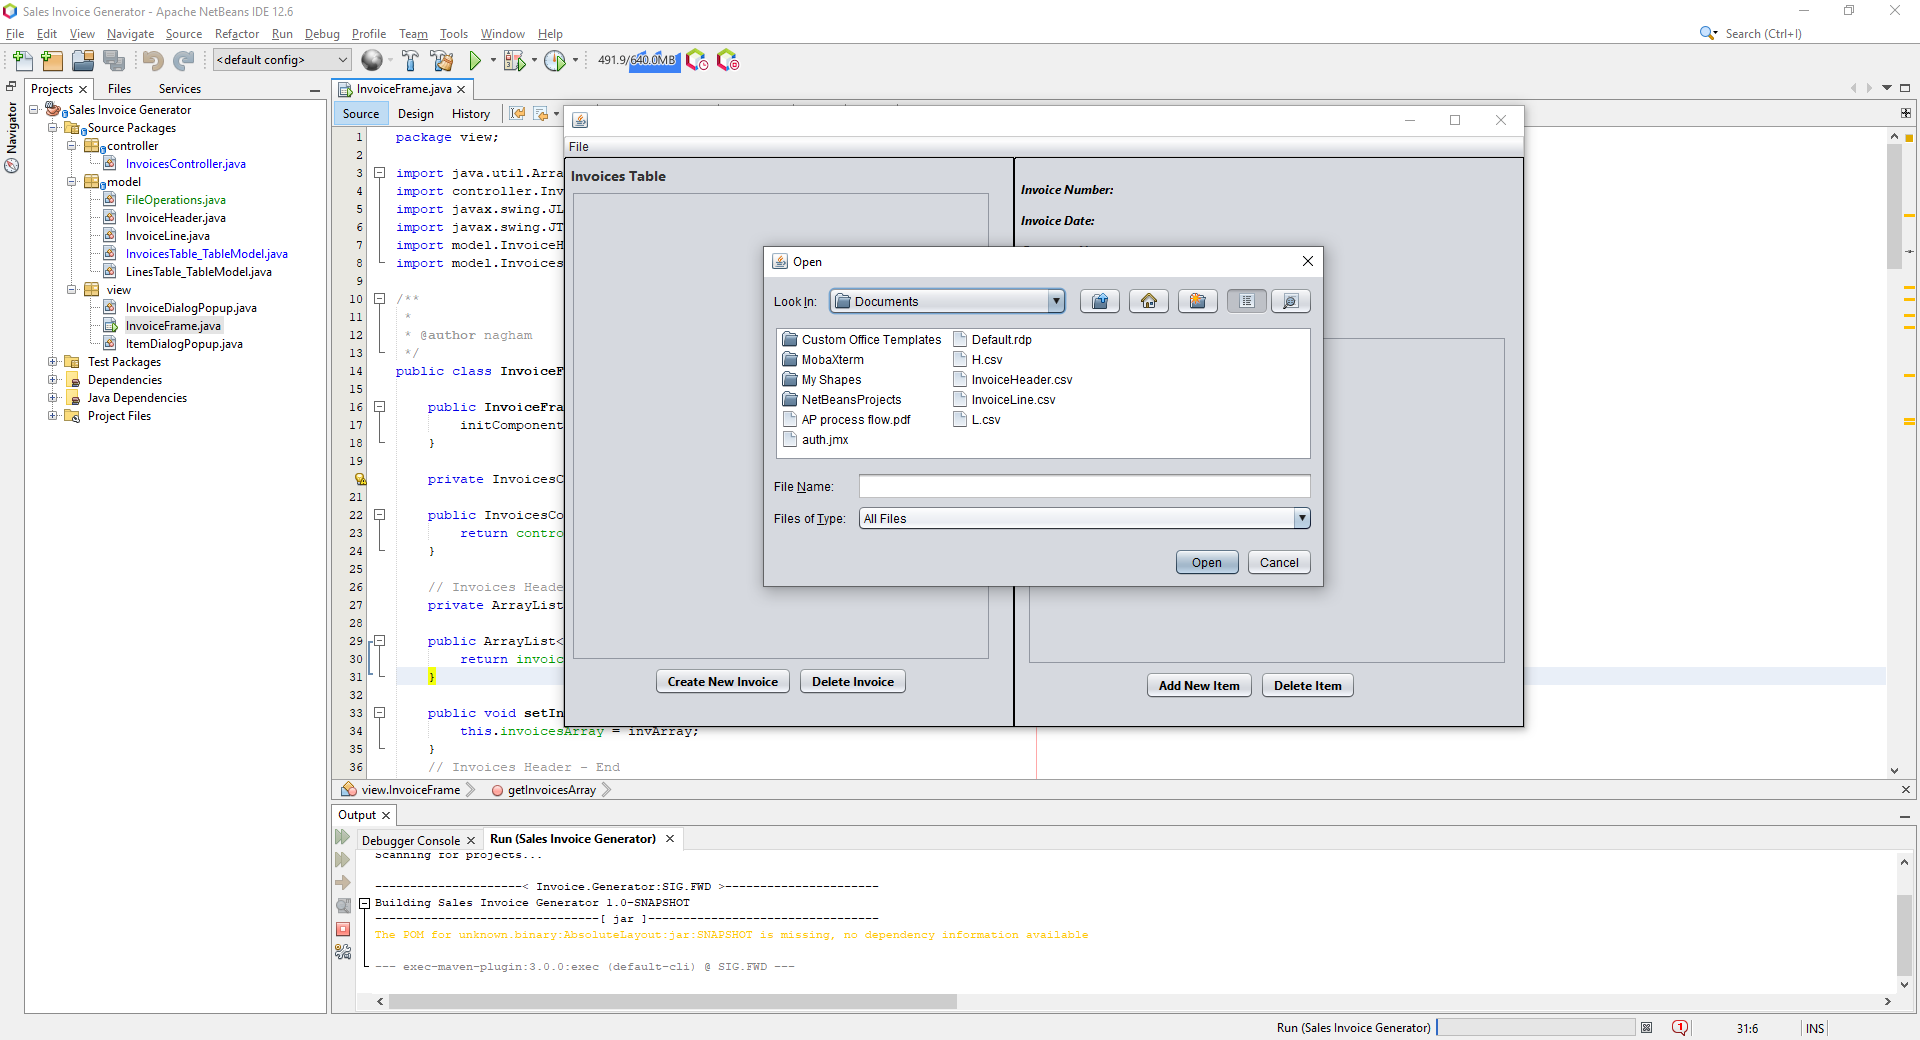 Sales Invoice Generator - Apache NetBeans IDE 12.6
File Edit View Navigate Source Refactor Run Debug Profile Team Tools Window Help
Search (Ctrl+I)
<default config>
491.9/640.0MB
Projects Files Services
Navigator
Sales Invoice Generator
Source Packages
controller
InvoicesController.java
model
FileOperations.java
InvoiceHeader.java
InvoiceLine.java
InvoicesTable_TableModel.java
LinesTable_TableModel.java
view
InvoiceDialogPopup.java
InvoiceFrame.java
ItemDialogPopup.java
Test Packages
Dependencies
Java Dependencies
Project Files
InvoiceFrame.java
Source Design History
1 package view;
2
3 import java.util.Arra
4 import controller.Inv
5 import javax.swing.JL
6 import javax.swing.JT
7 import model.InvoiceH
8 import model.Invoices
9
10 /**
11 *
12 * @author nagham
13 */
14 public class InvoiceF
15
16 public InvoiceFra
17 initComponent
18 }
19
private InvoicesC
21
22 public InvoicesCo
23 return contro
24 }
25
26 // Invoices Heade
27 private ArrayList
28
29 public ArrayList<
30 return invoic
31 }
32
33 public void setIn
34 this.invoicesArray = invArray;
35 }
36 // Invoices Header - End
File
Invoices Table
Invoice Number:
Invoice Date:
Create New Invoice Delete Invoice
Add New Item Delete Item
Open
Look In: Documents
Custom Office Templates
MobaXterm
My Shapes
NetBeansProjects
AP process flow.pdf
auth.jmx
Default.rdp
H.csv
InvoiceHeader.csv
InvoiceLine.csv
L.csv
File Name:
Files of Type: All Files
Open Cancel
view.InvoiceFrame getInvoicesArray
Output
Debugger Console Run (Sales Invoice Generator)
Scanning for projects...
---------------------< Invoice.Generator:SIG.FWD >----------------------
Building Sales Invoice Generator 1.0-SNAPSHOT
--------------------------------[ jar ]---------------------------------
The POM for unknown.binary:AbsoluteLayout:jar:SNAPSHOT is missing, no dependency information available
--- exec-maven-plugin:3.0.0:exec (default-cli) @ SIG.FWD ---
Run (Sales Invoice Generator)
1
31:6
INS